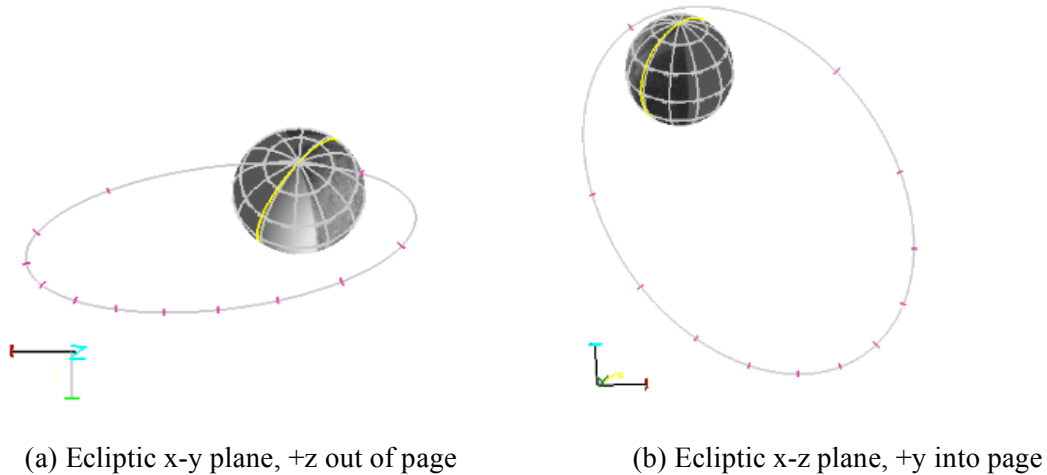 Z
(a) Ecliptic x-y plane, +z out of page
(b) Ecliptic x-z plane, +y into page